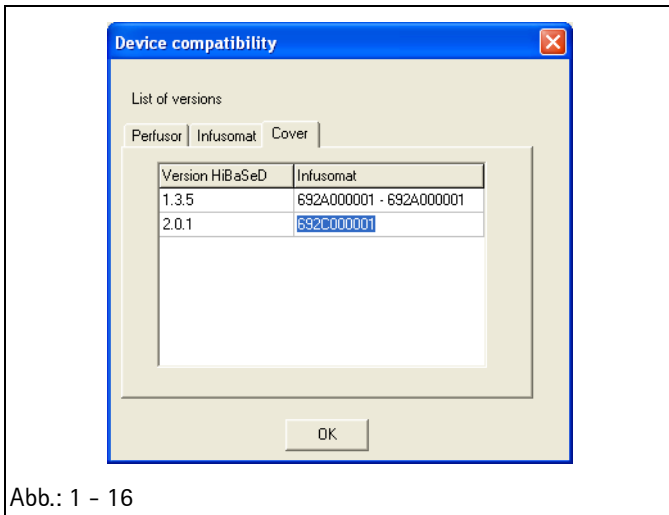 Device compatibility
List of versions
Perfusor Infusomat Cover
Version HiBaSeD Infusomat
1.3.5 692A000001 - 692A000001
2.0.1 692C000001
OK
Abb.: 1 - 16